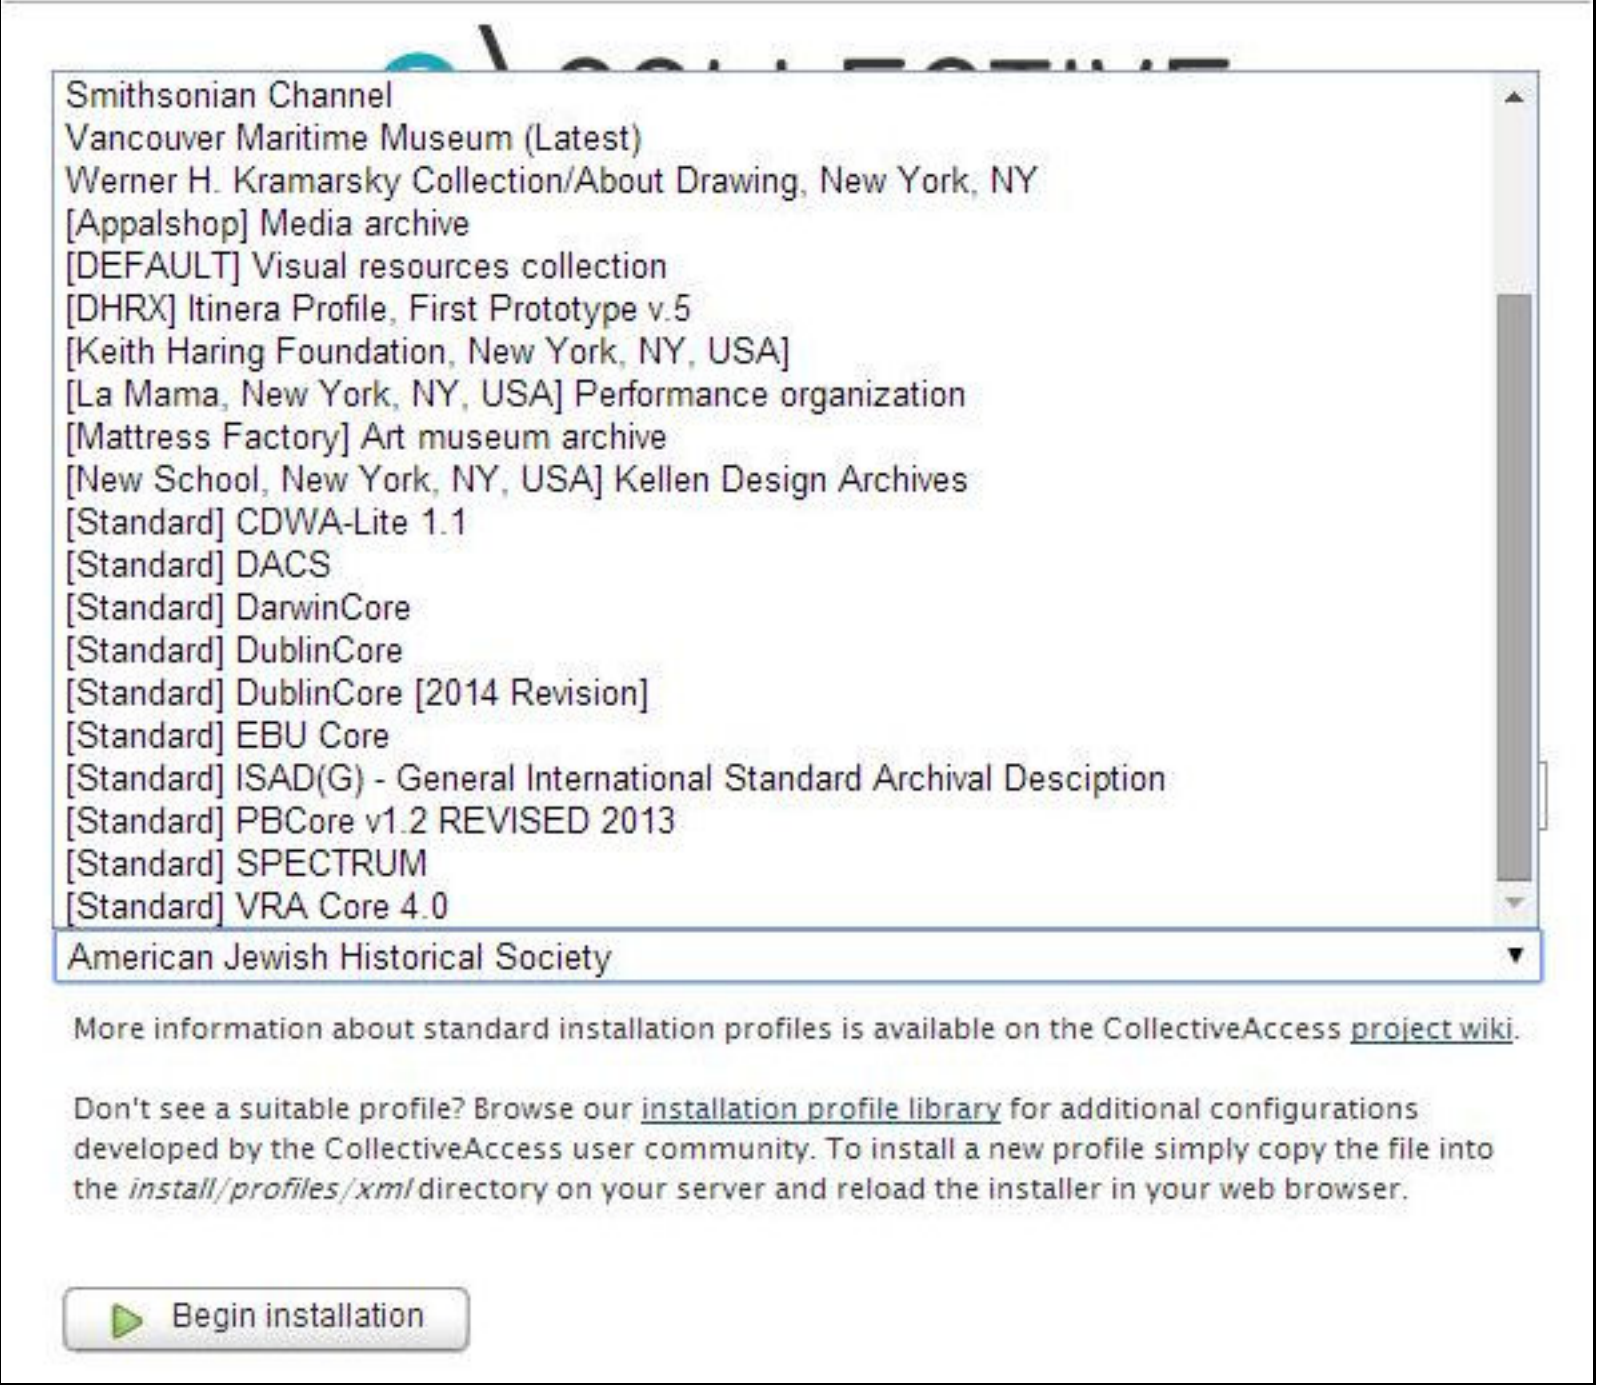 COLLECTIVE
Smithsonian Channel
Vancouver Maritime Museum (Latest)
Werner H. Kramarsky Collection/About Drawing, New York, NY
[Appalshop] Media archive
[DEFAULT] Visual resources collection
[DHRX] Itinera Profile, First Prototype v.5
[Keith Haring Foundation, New York, NY, USA]
[La Mama, New York, NY, USA] Performance organization
[Mattress Factory] Art museum archive
[New School, New York, NY, USA] Kellen Design Archives
[Standard] CDWA-Lite 1.1
[Standard] DACS
[Standard] DarwinCore
[Standard] DublinCore
[Standard] DublinCore [2014 Revision]
[Standard] EBU Core
[Standard] ISAD(G) - General International Standard Archival Desciption
[Standard] PBCore v1.2 REVISED 2013
[Standard] SPECTRUM
[Standard] VRA Core 4.0
American Jewish Historical Society
More information about standard installation profiles is available on the CollectiveAccess project wiki.
Don't see a suitable profile? Browse our installation profile library for additional configurations
developed by the CollectiveAccess user community. To install a new profile simply copy the file into
the install/profiles/xml directory on your server and reload the installer in your web browser.
Begin installation